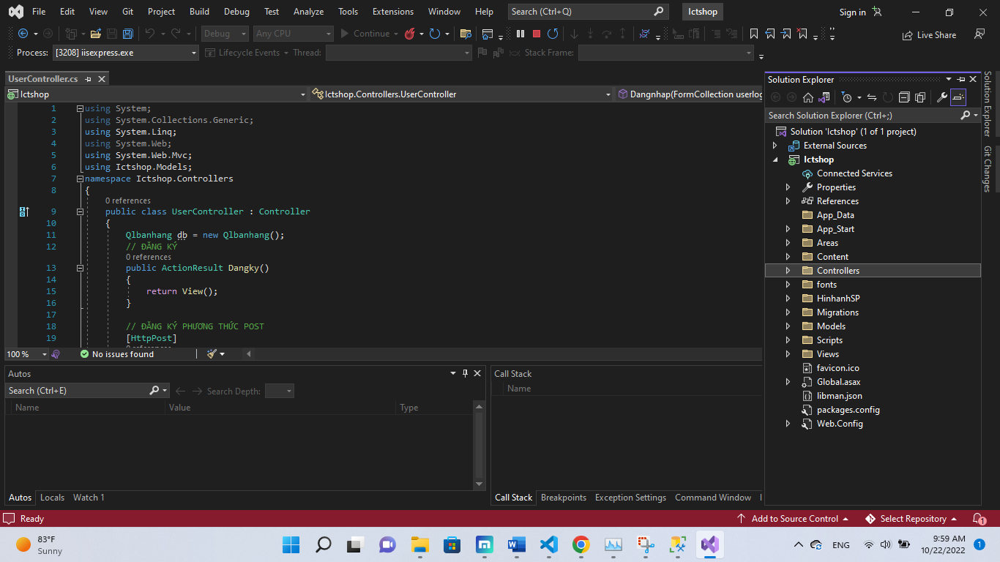 File Edit View Git Project Build Debug Test Analyze Tools Extensions Window Help Search (Ctrl+Q) Ictshop Sign in
Debug Any CPU Continue Live Share
Process: [3208] iisexpress.exe Lifecycle Events Thread: Stack Frame:
UserController.cs
Ictshop Ictshop.Controllers.UserController Dangnhap(FormCollection userlog
1 using System;
2 using System.Collections.Generic;
3 using System.Linq;
4 using System.Web;
5 using System.Web.Mvc;
6 using Ictshop.Models;
7 namespace Ictshop.Controllers
8 {
0 references
9 public class UserController : Controller
10 {
11 Qlbanhang db = new Qlbanhang();
12 // ĐĂNG KÝ
0 references
13 public ActionResult Dangky()
14 {
15 return View();
16 }
17
18 // ĐĂNG KÝ PHƯƠNG THỨC POST
19 [HttpPost]
0 references
100 % No issues found
Autos
Search (Ctrl+E) Search Depth:
Name Value Type
Autos Locals Watch 1
Call Stack
Name
Call Stack Breakpoints Exception Settings Command Window
Solution Explorer
Search Solution Explorer (Ctrl+;)
Solution 'Ictshop' (1 of 1 project)
External Sources
Ictshop
Connected Services
Properties
References
App_Data
App_Start
Areas
Content
Controllers
fonts
HinhanhSP
Migrations
Models
Scripts
Views
favicon.ico
Global.asax
libman.json
packages.config
Web.Config
Solution Explorer
Git Changes
Ready Add to Source Control Select Repository 1
83°F
Sunny
ENG
9:59 AM
10/22/2022
1